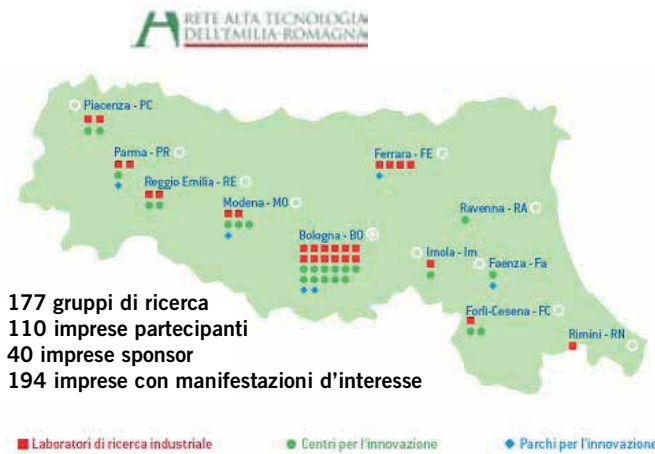 RETE ALTA TECNOLOGIA
DELL'EMILIA-ROMAGNA
Piacenza - PC
Parma - PR
Ferrara - FE
Reggio Emilia - RE
Modena - MO
Ravenna - RA
Bologna - BO
Imola - Im
Faenza - Fa
Forlì-Cesena - FC
Rimini - RN
177 gruppi di ricerca
110 imprese partecipanti
40 imprese sponsor
194 imprese con manifestazioni d'interesse
Laboratori di ricerca industriale
Centri per l'innovazione
Parchi per l'innovazione